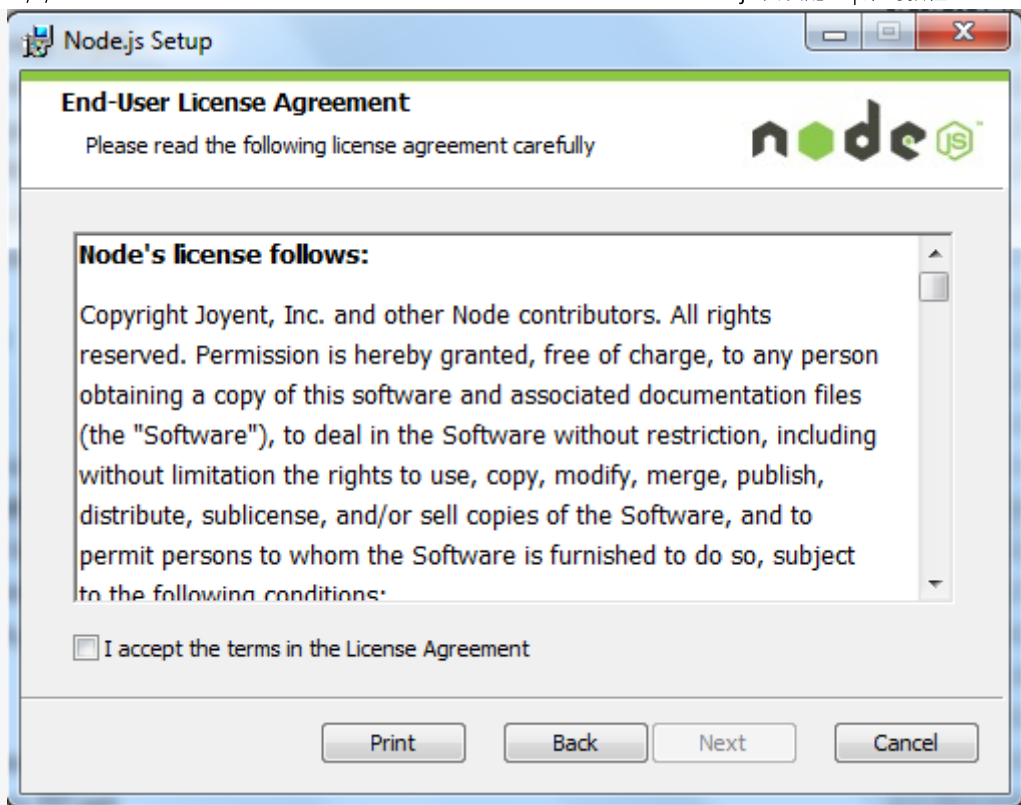 Node.js Setup
End-User License Agreement
Please read the following license agreement carefully
node JS
Node's license follows:
Copyright Joyent, Inc. and other Node contributors. All rights
reserved. Permission is hereby granted, free of charge, to any person
obtaining a copy of this software and associated documentation files
(the "Software"), to deal in the Software without restriction, including
without limitation the rights to use, copy, modify, merge, publish,
distribute, sublicense, and/or sell copies of the Software, and to
permit persons to whom the Software is furnished to do so, subject
to the following conditions:
I accept the terms in the License Agreement
Print Back Next Cancel